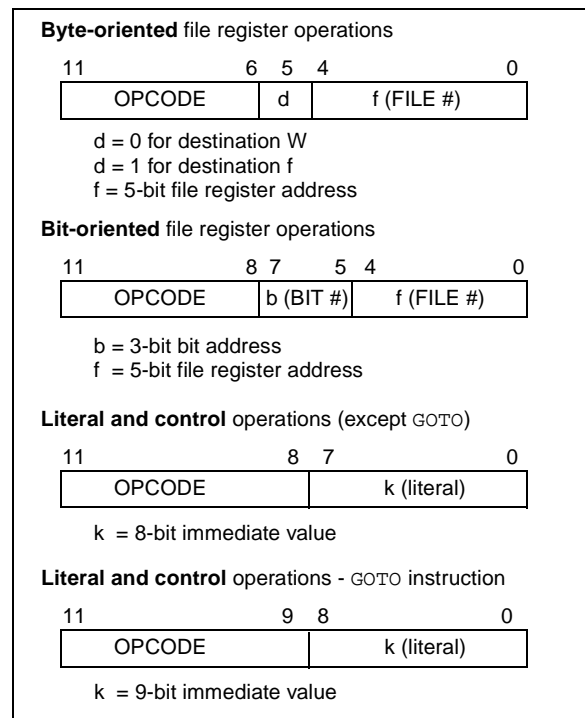 Byte-oriented file register operations
11 6 5 4 0
OPCODE d f (FILE #)
d = 0 for destination W
d = 1 for destination f
f = 5-bit file register address
Bit-oriented file register operations
11 8 7 5 4 0
OPCODE b (BIT #) f (FILE #)
b = 3-bit bit address
f = 5-bit file register address
Literal and control operations (except GOTO)
11 8 7 0
OPCODE k (literal)
k = 8-bit immediate value
Literal and control operations - GOTO instruction
11 9 8 0
OPCODE k (literal)
k = 9-bit immediate value